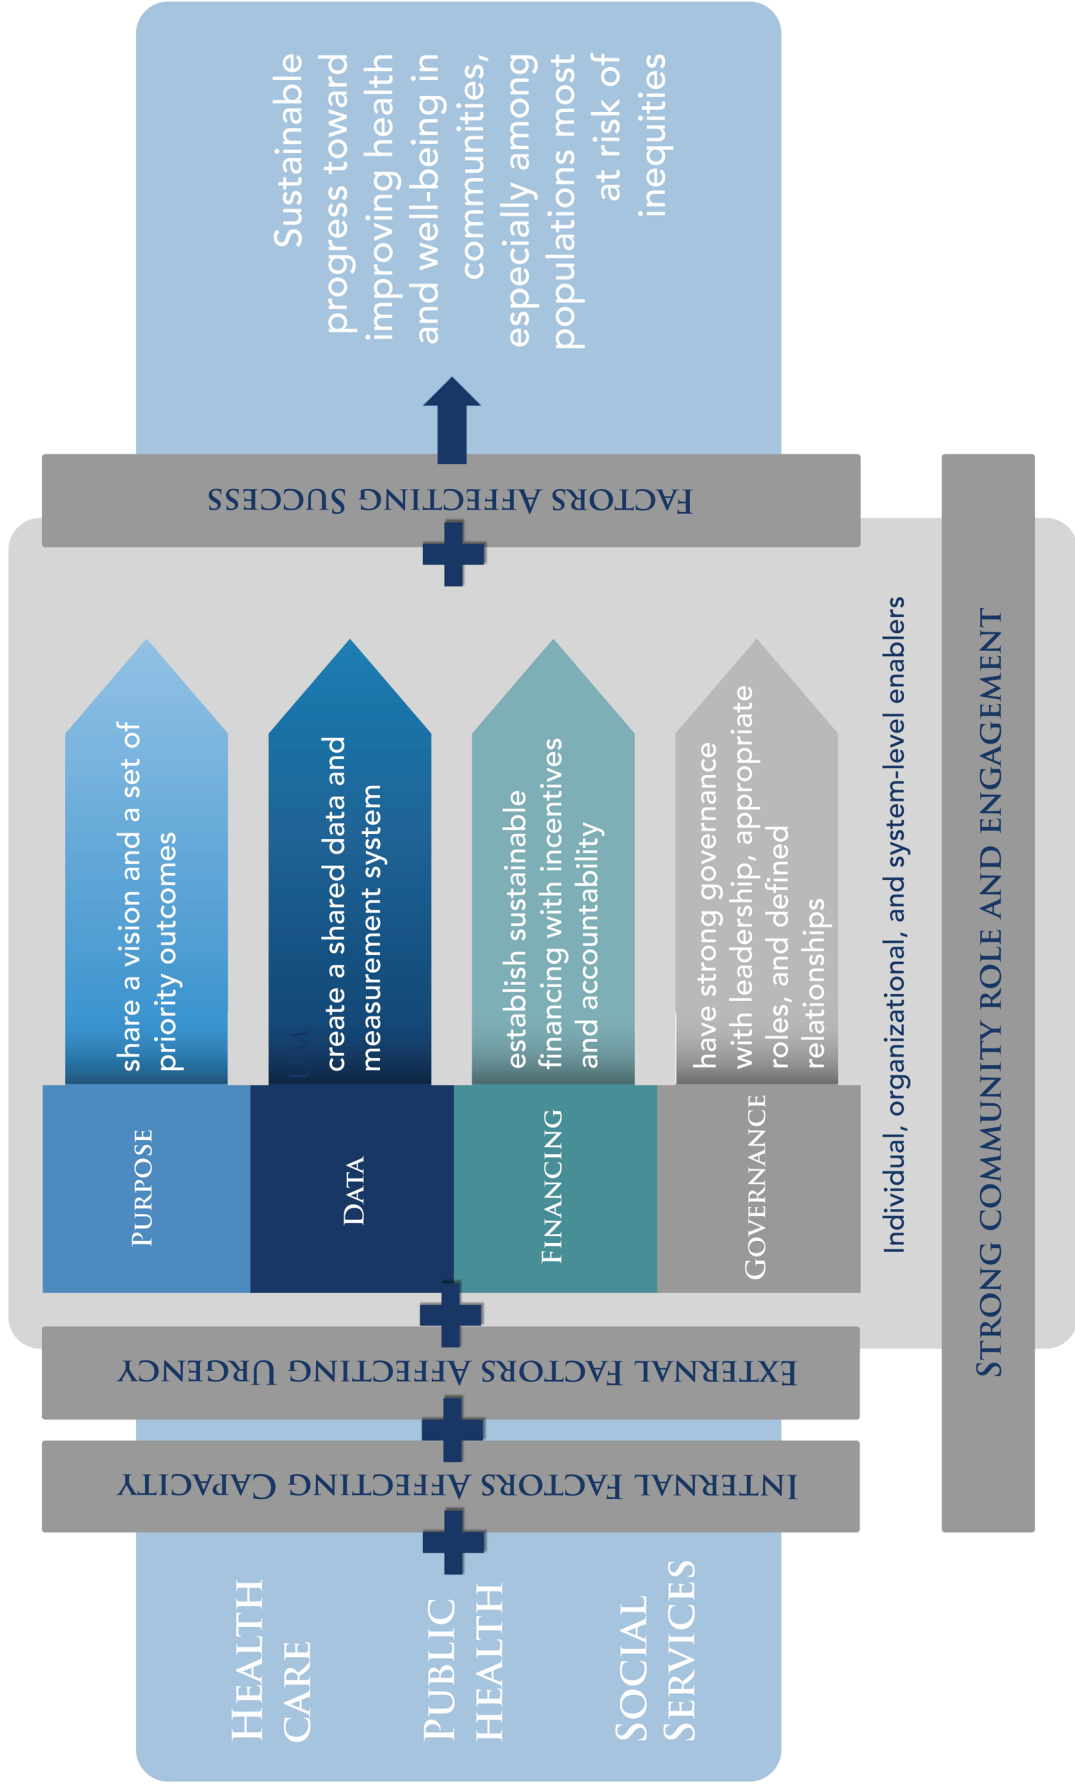 HEALTH
CARE
PUBLIC
HEALTH
SOCIAL
SERVICES
INTERNAL FACTORS AFFECTING CAPACITY
EXTERNAL FACTORS AFFECTING URGENCY
PURPOSE
share a vision and a set of
priority outcomes
DATA
create a shared data and
measurement system
FINANCING
establish sustainable
financing with incentives
and accountability
GOVERNANCE
have strong governance
with leadership, appropriate
roles, and defined
relationships
Individual, organizational, and system-level enablers
FACTORS AFFECTING SUCCESS
Sustainable
progress toward
improving health
and well-being in
communities,
especially among
populations most
at risk of
inequities
STRONG COMMUNITY ROLE AND ENGAGEMENT